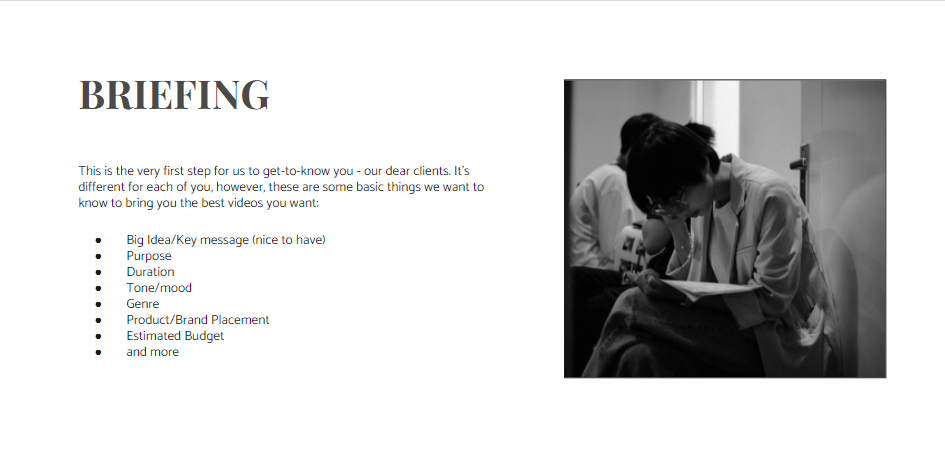 BRIEFING
This is the very first step for us to get-to-know you - our dear clients. It's
different for each of you, however, these are some basic things we want to
know to bring you the best videos you want:
● Big Idea/Key message (nice to have)
● Purpose
● Duration
● Tone/mood
● Genre
● Product/Brand Placement
● Estimated Budget
● and more